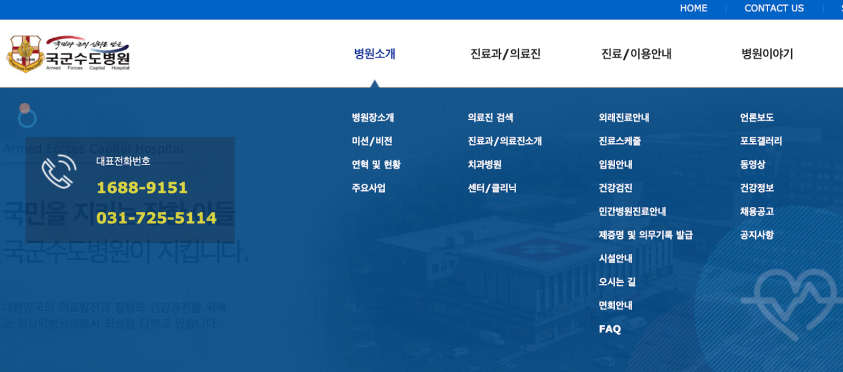 HOME
CONTACT US
국민과 군의 신뢰를 받는
국군수도병원
Armed Forces Capital Hospital
병원소개
진료과/의료진
진료/이용안내
병원이야기
대표전화번호
1688-9151
031-725-5114
병원장소개
미션/비전
연혁 및 현황
주요사업
의료진 검색
진료과/의료진소개
치과병원
센터/클리닉
외래진료안내
진료스케줄
입원안내
건강검진
민간병원진료안내
제증명 및 의무기록 발급
시설안내
오시는 길
면회안내
FAQ
언론보도
포토갤러리
동영상
건강정보
채용공고
공지사항
Armed Forces Capital Hospital
국민을 지키는 장한 아들
국군수도병원이 지킵니다.